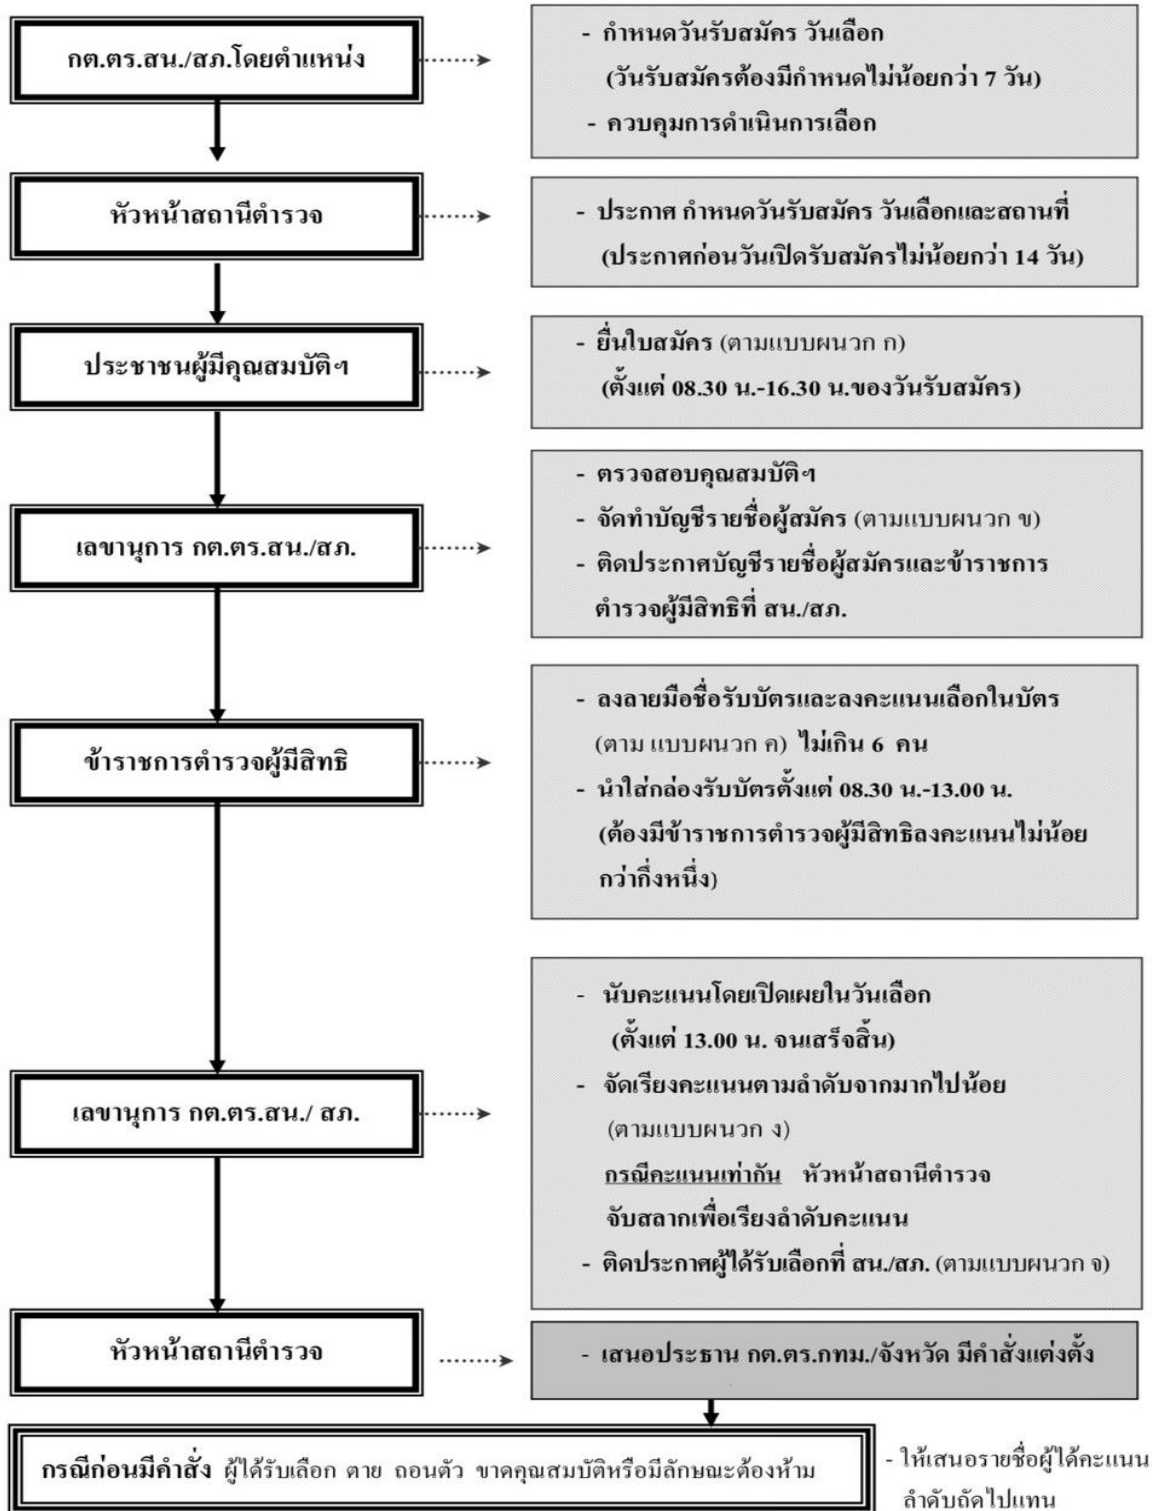 กต.ตร.สน./สภ.โดยตำแหน่ง
- กำหนดวันรับสมัคร วันเลือก
(วันรับสมัครต้องมีกำหนดไม่น้อยกว่า 7 วัน)
- ควบคุมการดำเนินการเลือก
หัวหน้าสถานีตำรวจ
- ประกาศ กำหนดวันรับสมัคร วันเลือกและสถานที่
(ประกาศก่อนวันเปิดรับสมัครไม่น้อยกว่า 14 วัน)
ประชาชนผู้มีคุณสมบัติฯ
- ยื่นใบสมัคร (ตามแบบผนวก ก)
(ตั้งแต่ 08.30 น.-16.30 น.ของวันรับสมัคร)
เลขานุการ กต.ตร.สน./สภ.
- ตรวจสอบคุณสมบัติฯ
- จัดทำบัญชีรายชื่อผู้สมัคร (ตามแบบผนวก ข)
- ติดประกาศบัญชีรายชื่อผู้สมัครและข้าราชการ
ตำรวจผู้มีสิทธิที่ สน./สภ.
ข้าราชการตำรวจผู้มีสิทธิ
- ลงลายมือชื่อรับบัตรและลงคะแนนเลือกในบัตร
(ตาม แบบผนวก ค) ไม่เกิน 6 คน
- นำใส่กล่องรับบัตรตั้งแต่ 08.30 น.-13.00 น.
(ต้องมีข้าราชการตำรวจผู้มีสิทธิลงคะแนนไม่น้อย
กว่ากึ่งหนึ่ง)
เลขานุการ กต.ตร.สน./ สภ.
- นับคะแนนโดยเปิดเผยในวันเลือก
(ตั้งแต่ 13.00 น. จนเสร็จสิ้น)
- จัดเรียงคะแนนตามลำดับจากมากไปน้อย
(ตามแบบผนวก ง)
กรณีคะแนนเท่ากัน หัวหน้าสถานีตำรวจ
จับสลากเพื่อเรียงลำดับคะแนน
- ติดประกาศผู้ได้รับเลือกที่ สน./สภ. (ตามแบบผนวก จ)
หัวหน้าสถานีตำรวจ
- เสนอประธาน กต.ตร.กทม./จังหวัด มีคำสั่งแต่งตั้ง
กรณีก่อนมีคำสั่ง ผู้ได้รับเลือก ตาย ถอนตัว ขาดคุณสมบัติหรือมีลักษณะต้องห้าม
- ให้เสนอรายชื่อผู้ได้คะแนน
ลำดับถัดไปแทน